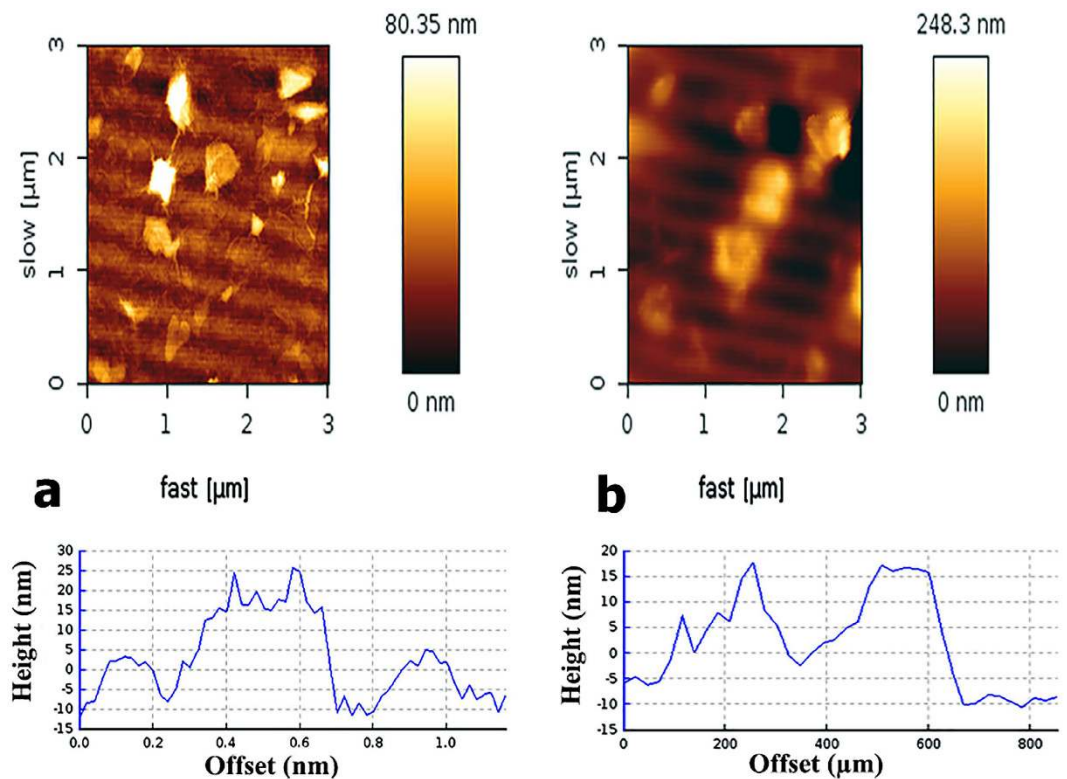 80.35 nm
3
2
1
0
slow [µm]
0 nm
0 1 2 3
fast [µm]
a
248.3 nm
3
2
1
0
slow [µm]
0 nm
0 1 2 3
fast [µm]
b
30
25
20
15
10
5
0
-5
-10
-15
Height (nm)
0.0 0.2 0.4 0.6 0.8 1.0
Offset (nm)
20
15
10
5
0
-5
-10
-15
Height (nm)
0 200 400 600 800
Offset (µm)